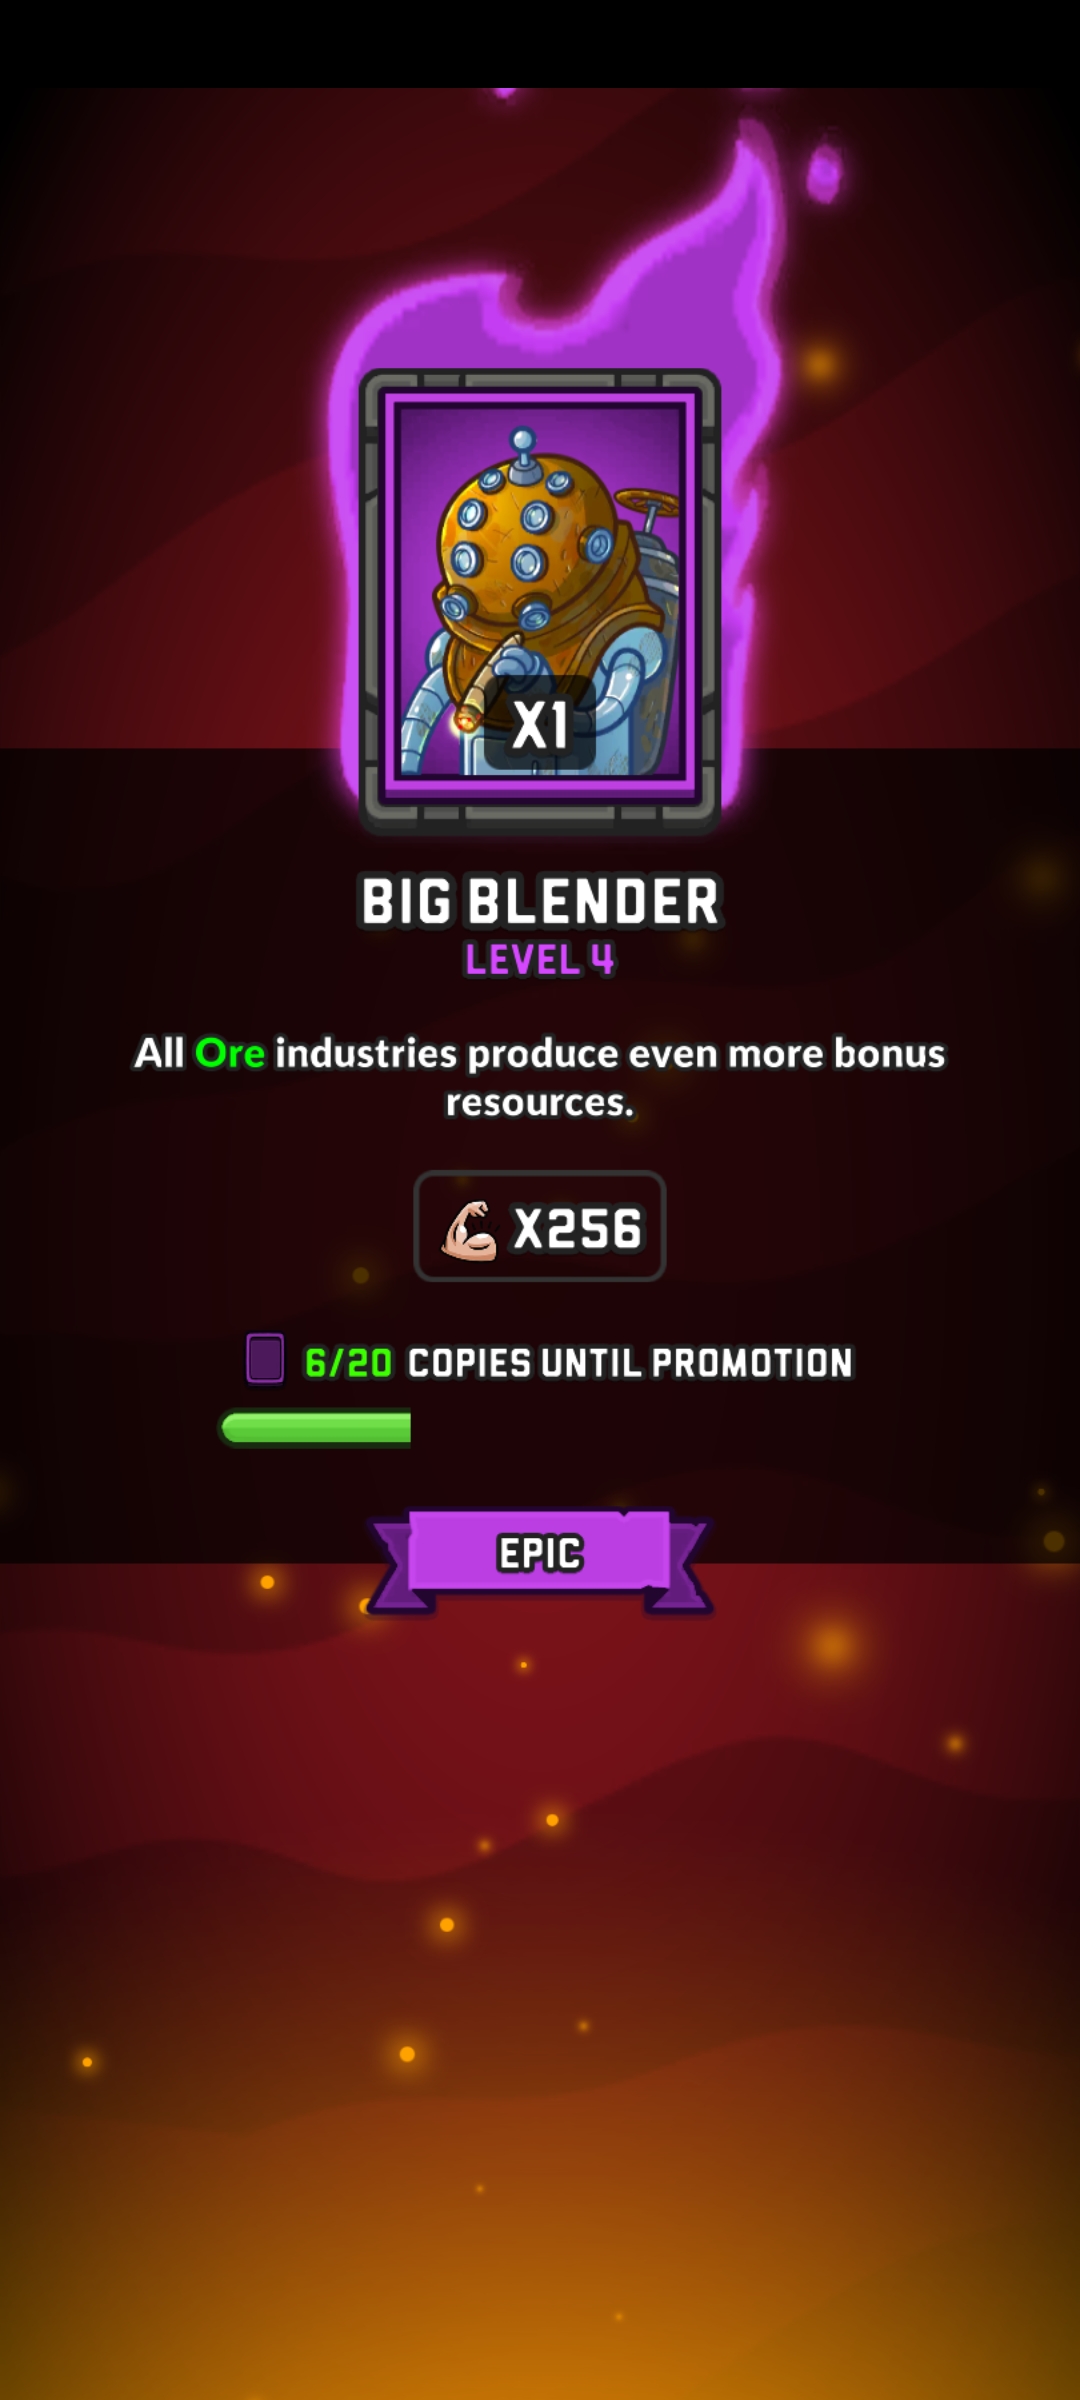 X1
BIG BLENDER
LEVEL 4
All Ore industries produce even more bonus
resources.
X256
6/20 COPIES UNTIL PROMOTION
EPIC